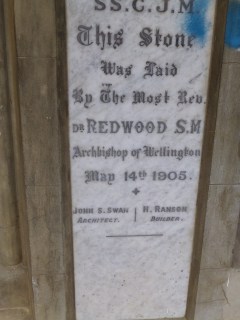 SS.C.J.M.
This Stone
Was Laid
By The Most Rev.
Dr REDWOOD S.M
Archbishop of Wellington
May 14th 1905.
JOHN S. SWAN H. RANSON
ARCHITECT. BUILDER.